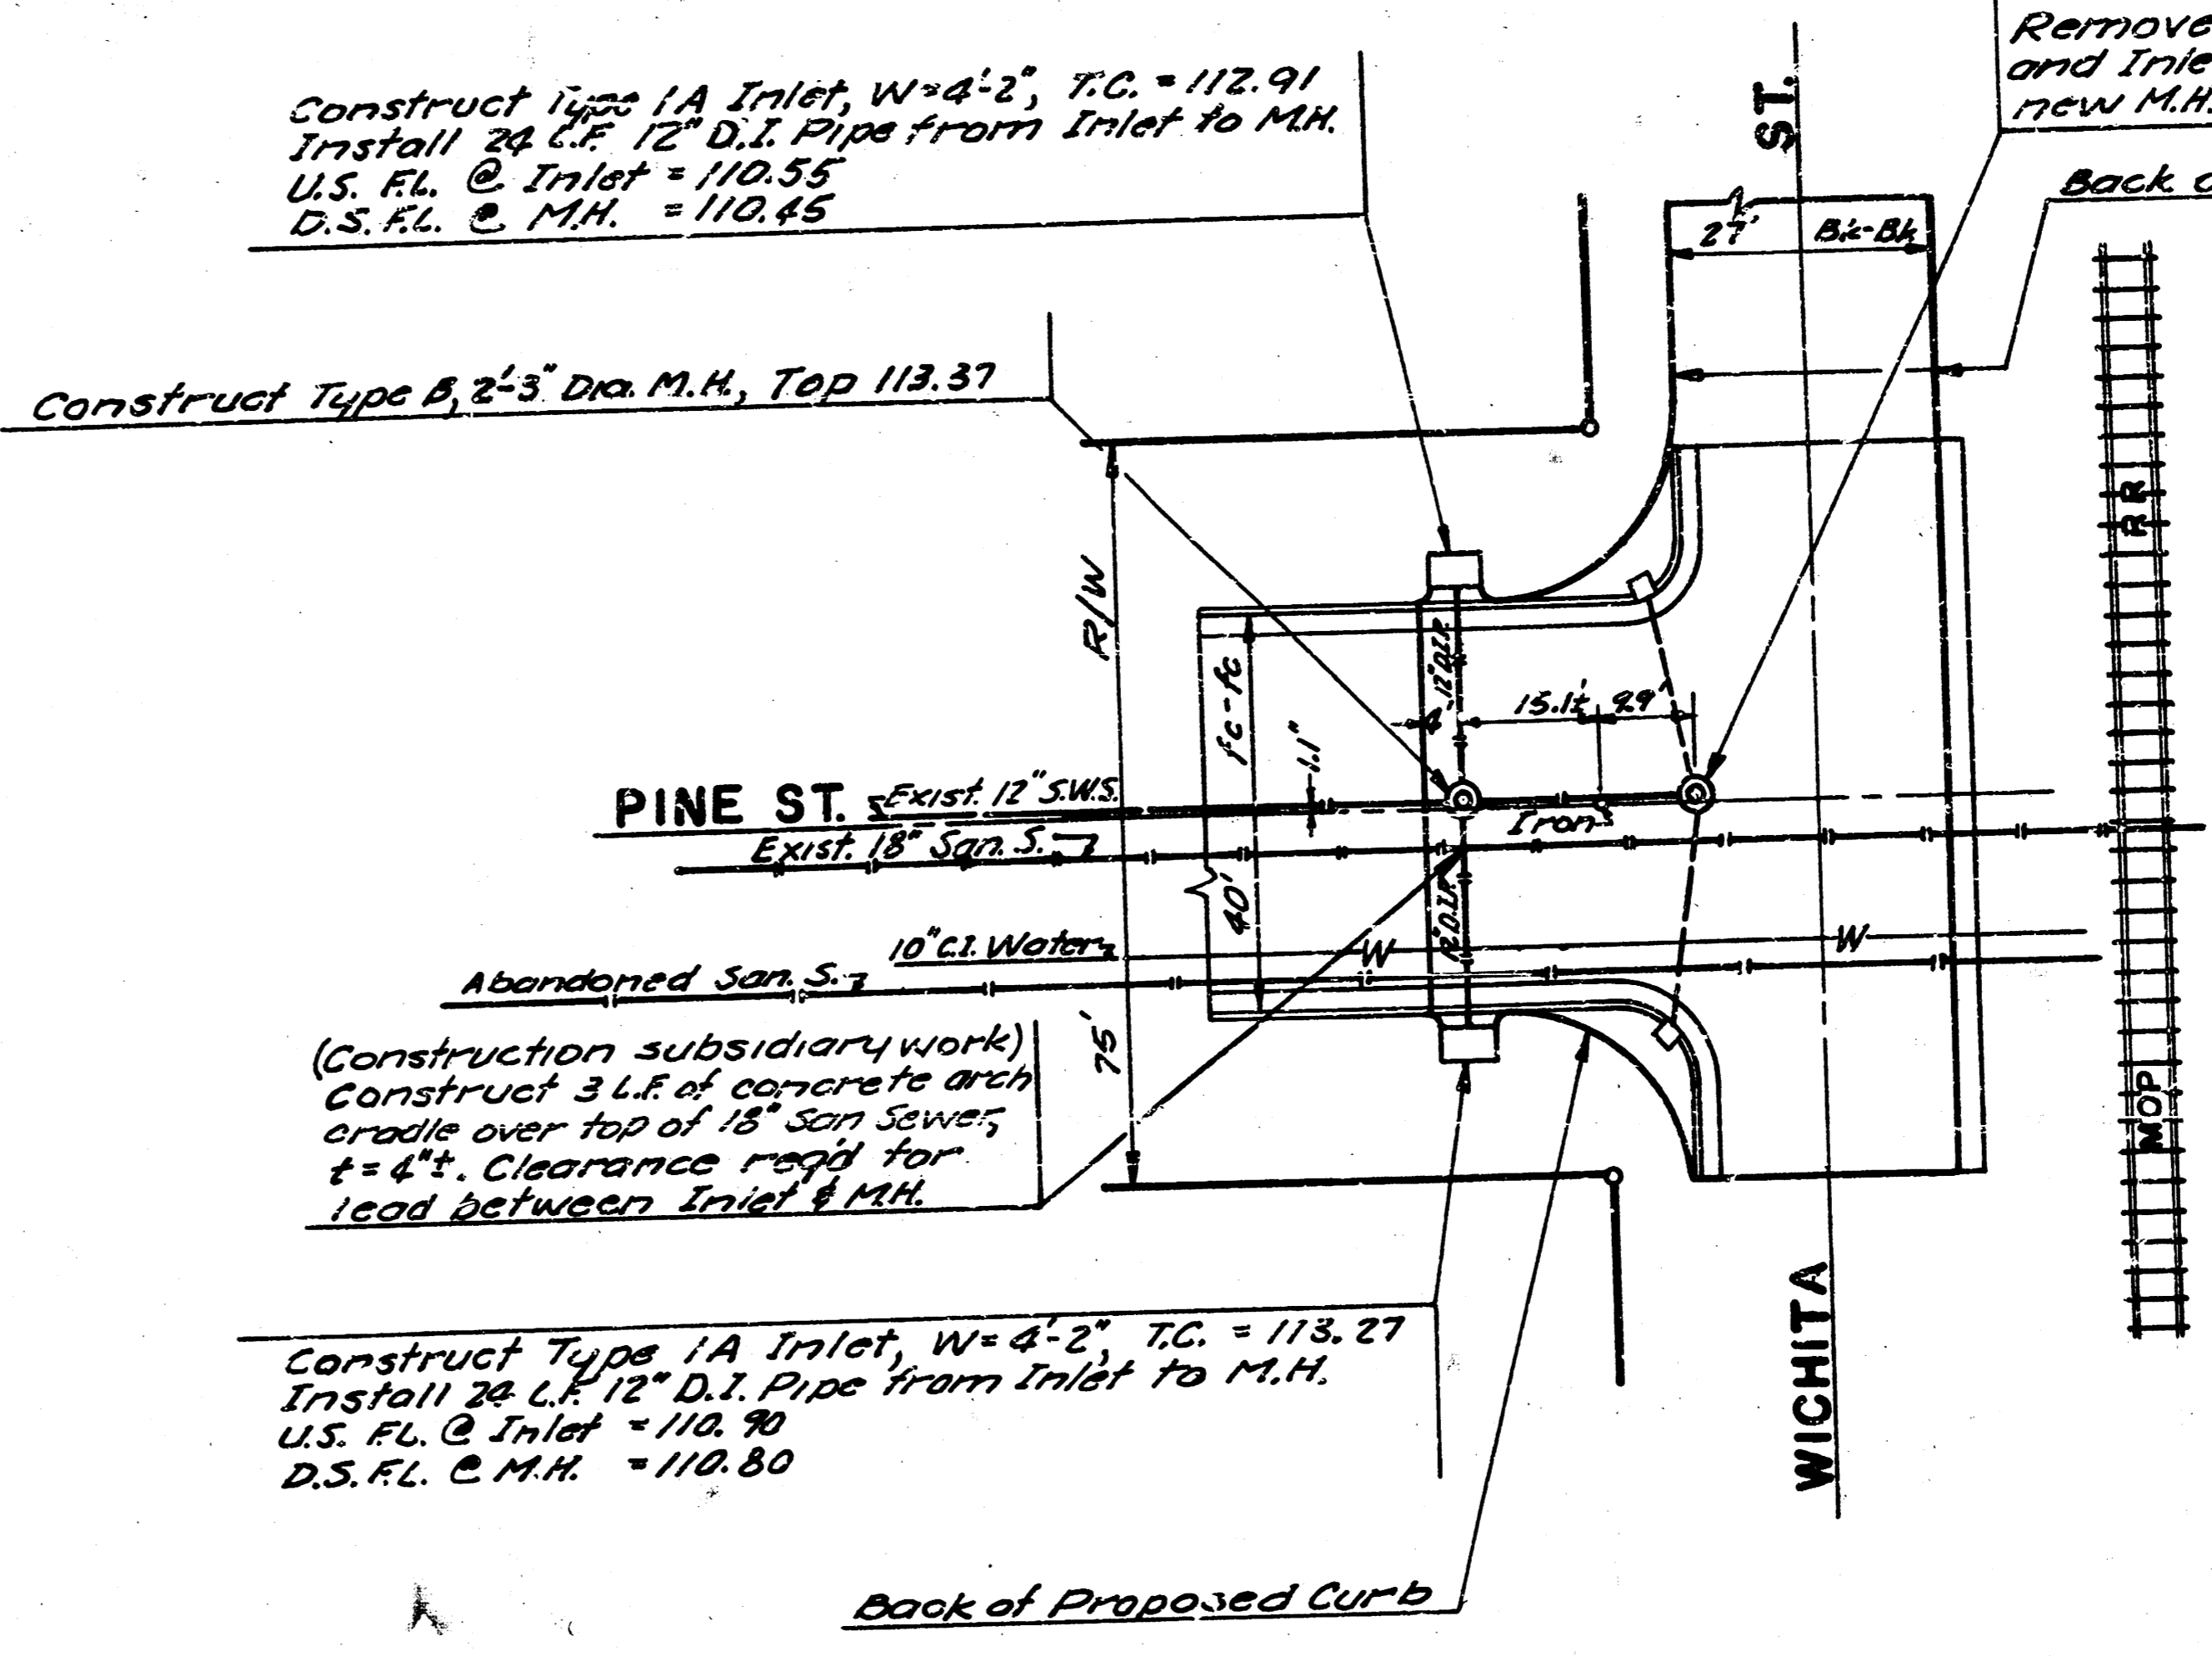 Construct Type 1A Inlet, W=4'-2", T.C. = 112.91
Install 24 L.F. 12" D.I. Pipe from Inlet to M.H.
U.S. F.L. @ Inlet = 110.55
D.S. F.L. @ M.H. = 110.45
Remove
and Inle
new M.H.
ST.
Back o
27' Bk-Bk
Construct Type B, 2'-3" Dia. M.H., Top 113.37
R/W
RR
12" D.I.P.
fc-fc
4'
15.1'± 9.9'
1.1"
PINE ST.
Exist. 12" S.W.S.
Iron
Exist. 18" San. S.
40'
12" D.I.P.
10" C.I. Water
W
W
Abandoned San. S.
75'
(Construction subsidiary work)
Construct 3 L.F. of concrete arch
cradle over top of 18" San Sewer,
t = 4"±. Clearance req'd for
lead between Inlet & M.H.
MOP
WICHITA
Construct Type 1A Inlet, W= 4'-2", T.C. = 113.27
Install 24 L.F. 12" D.I. Pipe from Inlet to M.H.
U.S. F.L. @ Inlet = 110.90
D.S. F.L. @ M.H. = 110.80
Back of Proposed Curb